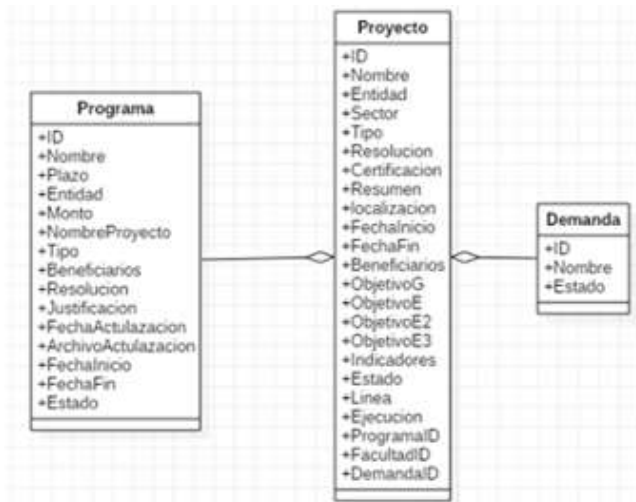 Programa
+ID
+Nombre
+Plazo
+Entidad
+Monto
+NombreProyecto
+Tipo
+Beneficiarios
+Resolucion
+Justificacion
+FechaActulazacion
+ArchivoActulazacion
+FechaInicio
+FechaFin
+Estado
Proyecto
+ID
+Nombre
+Entidad
+Sector
+Tipo
+Resolucion
+Certificacion
+Resumen
+localizacion
+FechaInicio
+FechaFin
+Beneficiarios
+ObjetivoG
+ObjetivoE
+ObjetivoE2
+ObjetivoE3
+Indicadores
+Estado
+Linea
+Ejecucion
+ProgramaID
+FacultadID
+DemandaID
Demanda
+ID
+Nombre
+Estado